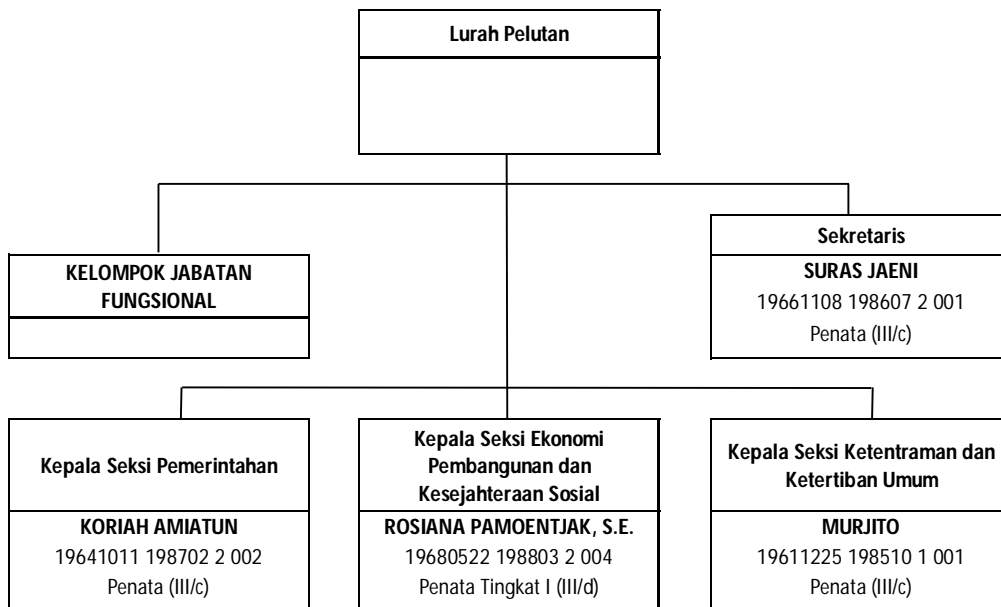 Lurah Pelutan
KELOMPOK JABATAN
FUNGSIONAL
Sekretaris
SURAS JAENI
19661108 198607 2 001
Penata (III/c)
Kepala Seksi Pemerintahan
KORIAH AMIATUN
19641011 198702 2 002
Penata (III/c)
Kepala Seksi Ekonomi
Pembangunan dan
Kesejahteraan Sosial
ROSIANA PAMOENTJAK, S.E.
19680522 198803 2 004
Penata Tingkat I (III/d)
Kepala Seksi Ketentraman dan
Ketertiban Umum
MURJITO
19611225 198510 1 001
Penata (III/c)